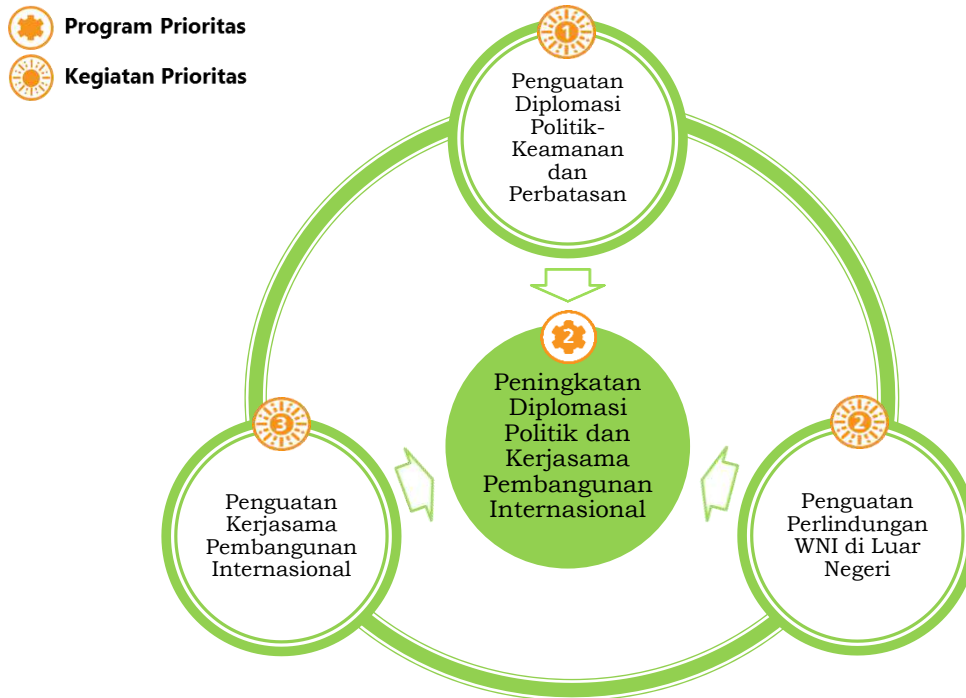 Program Prioritas
Kegiatan Prioritas
1
Penguatan
Diplomasi
Politik-
Keamanan
dan
Perbatasan
2
Peningkatan
Diplomasi
Politik dan
Kerjasama
Pembangunan
Internasional
3
Penguatan
Kerjasama
Pembangunan
Internasional
2
Penguatan
Perlindungan
WNI di Luar
Negeri